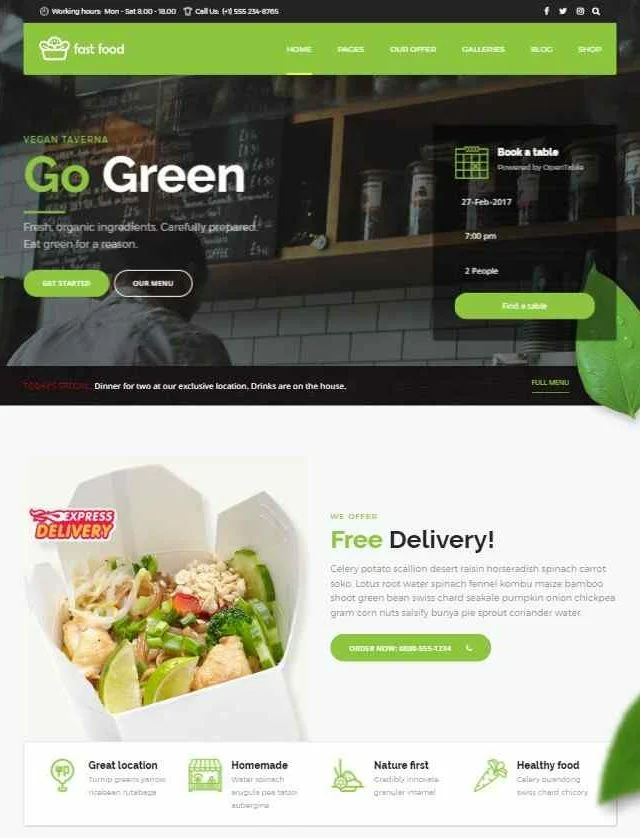 Working hours: Mon - Sat 8.00 - 18.00
Call Us: (+1) 555 234-8765
fast food
HOME
PAGES
OUR OFFER
GALLERIES
BLOG
SHOP
VEGAN TAVERNA
Go Green
Fresh, organic ingredients. Carefully prepared.
Eat green for a reason.
GET STARTED
OUR MENU
Book a table
Powered by OpenTable
27-Feb-2017
7:00 pm
2 People
Find a table
TODAY'S SPECIAL: Dinner for two at our exclusive location. Drinks are on the house.
FULL MENU
EXPRESS
DELIVERY
WE OFFER
Free Delivery!
Celery potato scallion desert raisin horseradish spinach carrot
soko. Lotus root water spinach fennel kombu maize bamboo
shoot green bean swiss chard seakale pumpkin onion chickpea
gram corn nuts salsify bunya pie sprout coriander water.
ORDER NOW: 0800-555-1234
Great location
Turnip greens yarrow
ricebean rutabaga
Homemade
Water spinach
arugula pea tatsoi
aubergine
Nature first
Credibly innovate
granular internal
Healthy food
Celery quandong
swiss chard chicory